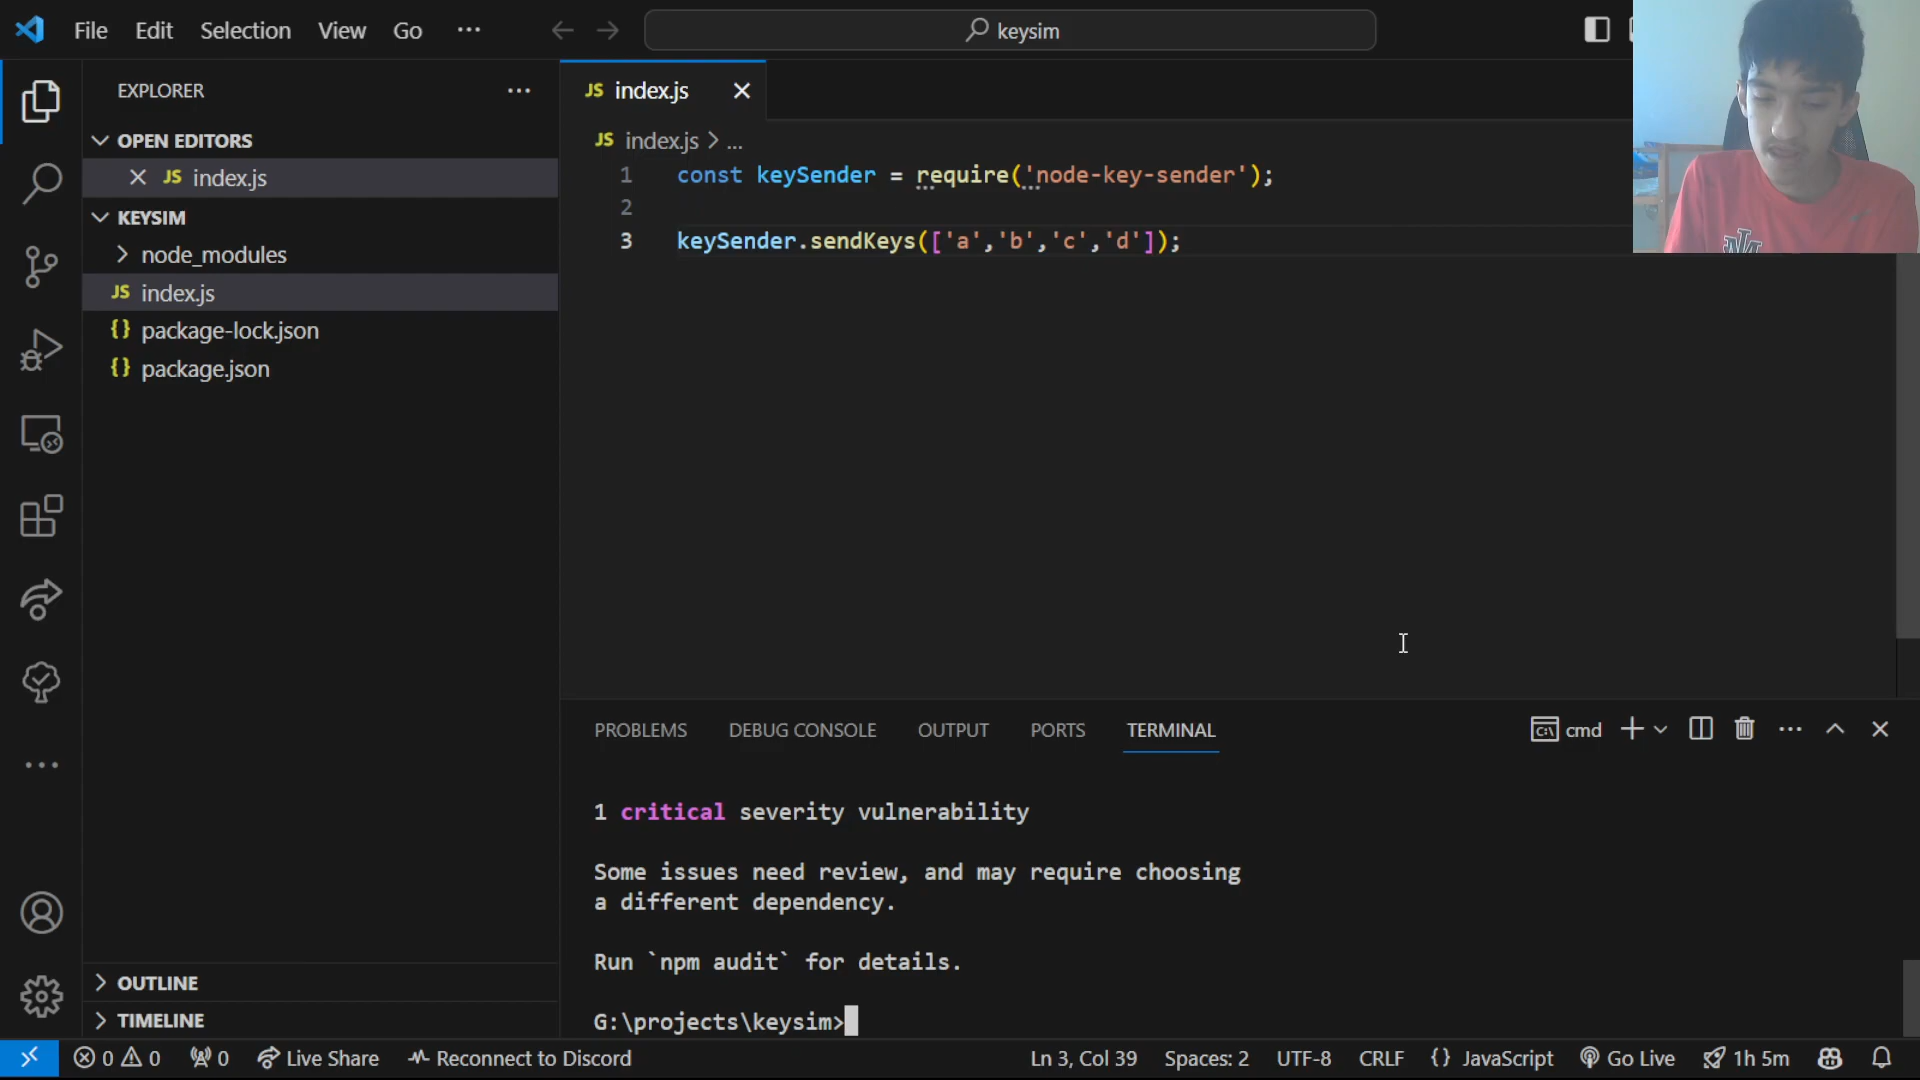 File Edit Selection View Go ···
keysim
EXPLORER ···
OPEN EDITORS
JS index.js
KEYSIM
node_modules
JS index.js
{} package-lock.json
{} package.json
OUTLINE
TIMELINE
JS index.js
JS index.js > ...
1 const keySender = require('node-key-sender');
2
3 keySender.sendKeys(['a','b','c','d']);
PROBLEMS DEBUG CONSOLE OUTPUT PORTS TERMINAL
cmd
1 critical severity vulnerability
Some issues need review, and may require choosing
a different dependency.
Run `npm audit` for details.
G:\projects\keysim>
0 0 0 Live Share Reconnect to Discord
Ln 3, Col 39 Spaces: 2 UTF-8 CRLF {} JavaScript Go Live 1h 5m